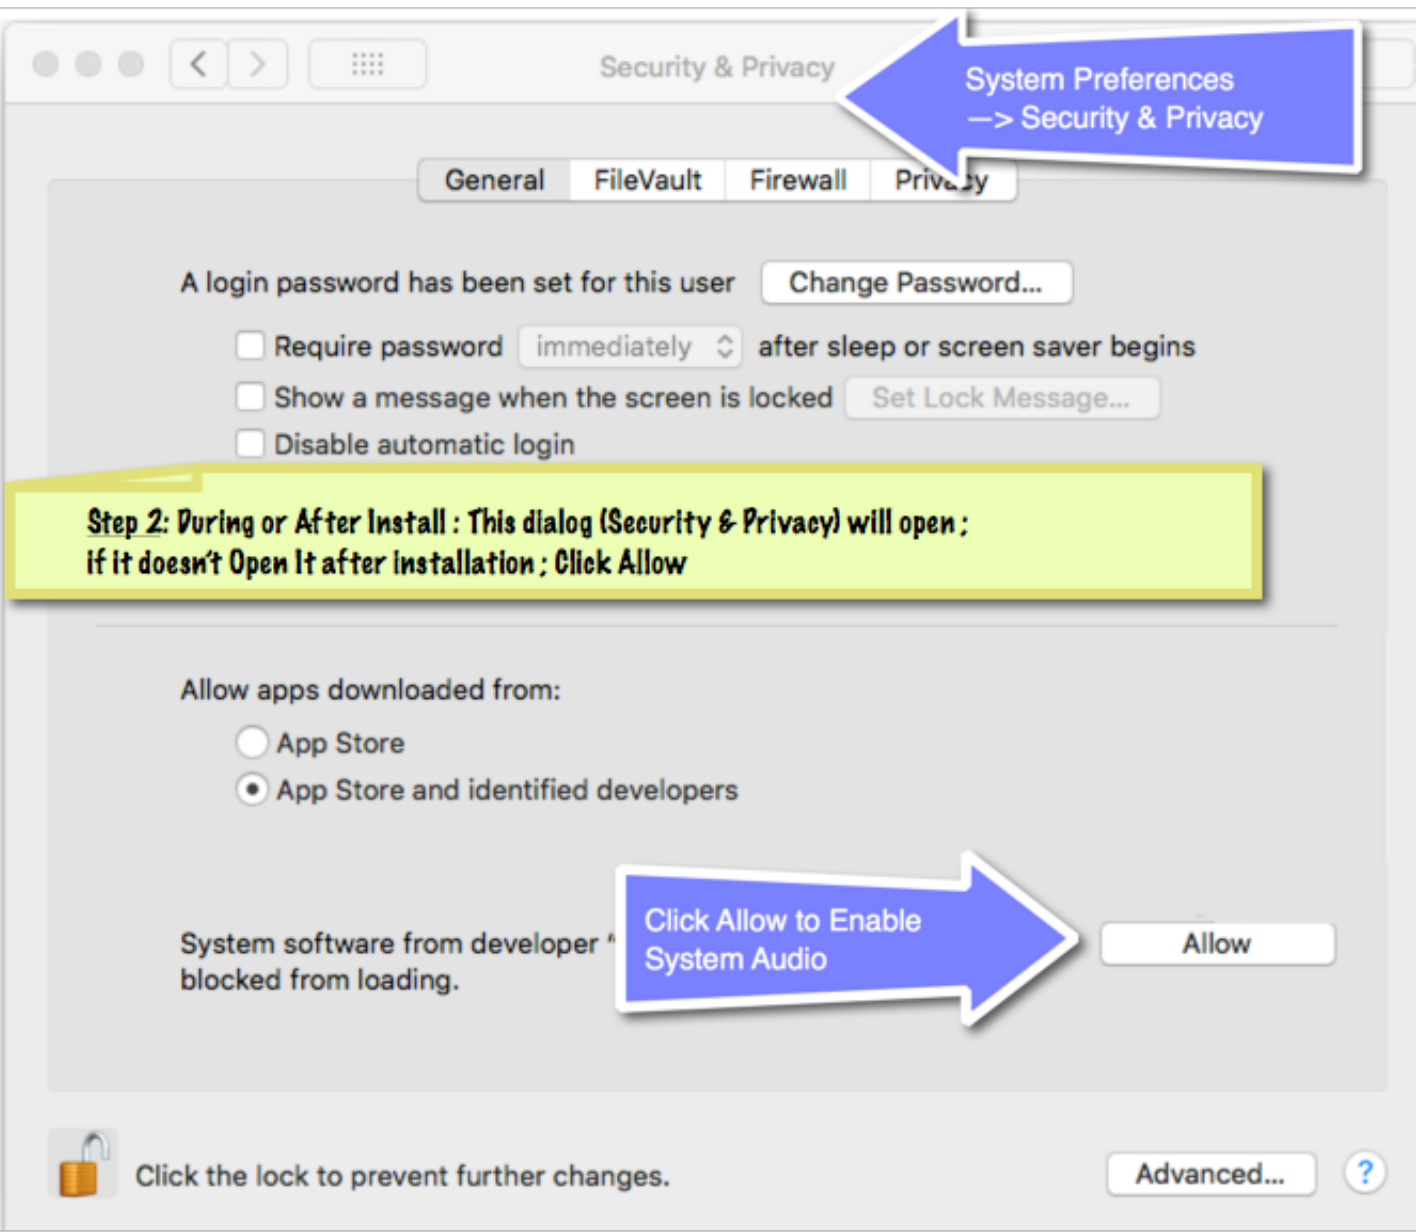 Security & Privacy
System Preferences
—> Security & Privacy
General FileVault Firewall Privacy
A login password has been set for this user Change Password...
Require password immediately after sleep or screen saver begins
Show a message when the screen is locked Set Lock Message...
Disable automatic login
Step 2: During or After Install : This dialog (Security & Privacy) will open ;
if it doesn't Open It after installation ; Click Allow
Allow apps downloaded from:
App Store
App Store and identified developers
Click Allow to Enable
System Audio
System software from developer “
blocked from loading.
Allow
Click the lock to prevent further changes.
Advanced...
?